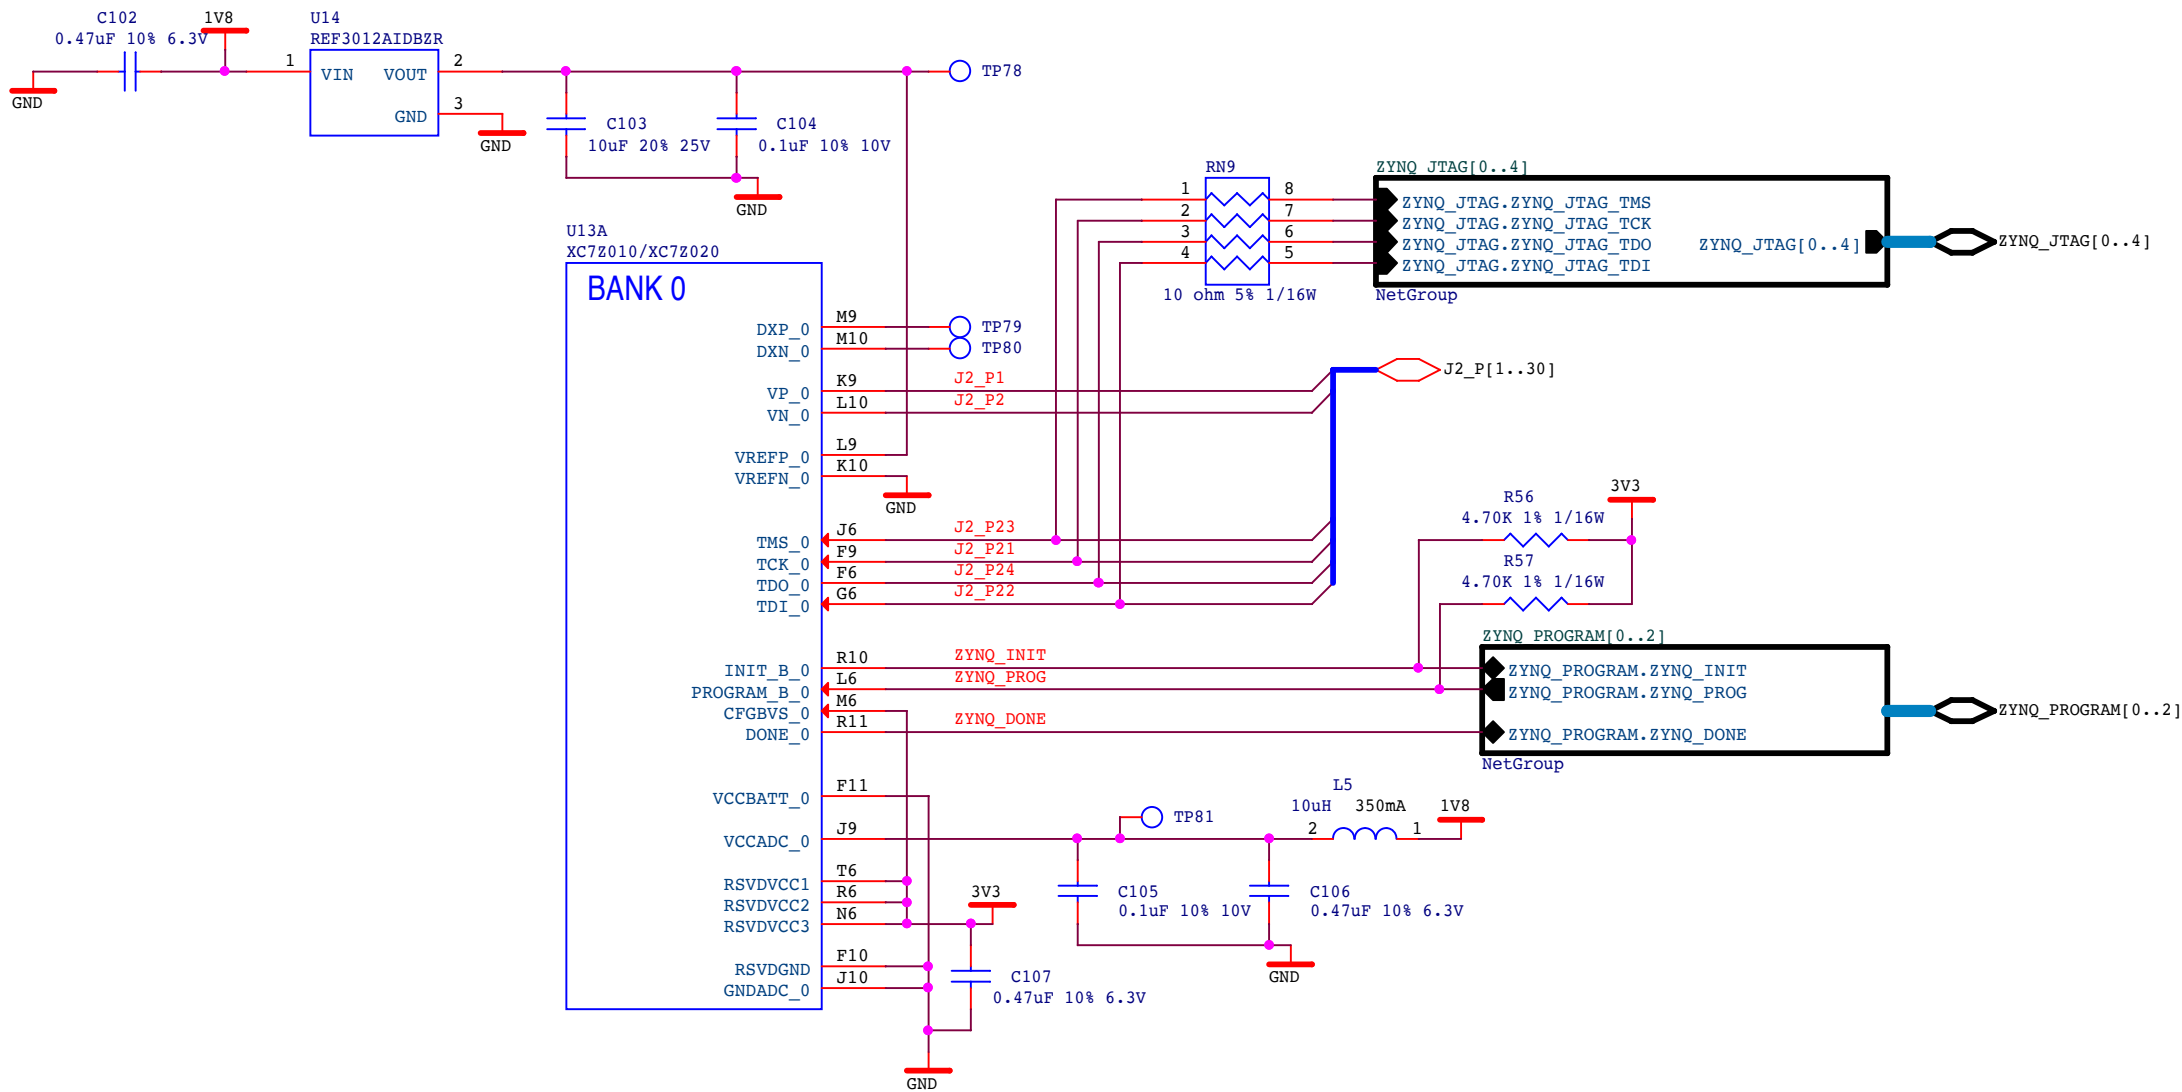 C102
0.47uF 10% 6.3V
1V8
GND
U14
REF3012AIDBZR
1
VIN
VOUT
2
GND
3
GND
C103
10uF 20% 25V
C104
0.1uF 10% 10V
GND
TP78
U13A
XC7Z010/XC7Z020
BANK 0
DXP_0
M9
TP79
DXN_0
M10
TP80
VP_0
K9
J2_P1
VN_0
L10
J2_P2
VREFP_0
L9
VREFN_0
K10
GND
TMS_0
J6
J2_P23
TCK_0
F9
J2_P21
TDO_0
F6
J2_P24
TDI_0
G6
J2_P22
INIT_B_0
R10
ZYNQ_INIT
PROGRAM_B_0
L6
ZYNQ_PROG
CFGBVS_0
M6
DONE_0
R11
ZYNQ_DONE
VCCBATT_0
F11
VCCADC_0
J9
RSVDVCC1
T6
RSVDVCC2
R6
RSVDVCC3
N6
RSVDGND
F10
GNDADC_0
J10
3V3
C107
0.47uF 10% 6.3V
GND
RN9
1
8
2
7
3
6
4
5
10 ohm 5% 1/16W
ZYNQ_JTAG[0..4]
ZYNQ_JTAG.ZYNQ_JTAG_TMS
ZYNQ_JTAG.ZYNQ_JTAG_TCK
ZYNQ_JTAG.ZYNQ_JTAG_TDO
ZYNQ_JTAG.ZYNQ_JTAG_TDI
ZYNQ_JTAG[0..4]
NetGroup
ZYNQ_JTAG[0..4]
J2_P[1..30]
3V3
R56
4.70K 1% 1/16W
R57
4.70K 1% 1/16W
ZYNQ_PROGRAM[0..2]
ZYNQ_PROGRAM.ZYNQ_INIT
ZYNQ_PROGRAM.ZYNQ_PROG
ZYNQ_PROGRAM.ZYNQ_DONE
NetGroup
ZYNQ_PROGRAM[0..2]
TP81
L5
10uH 350mA
2
1
1V8
C105
0.1uF 10% 10V
C106
0.47uF 10% 6.3V
GND